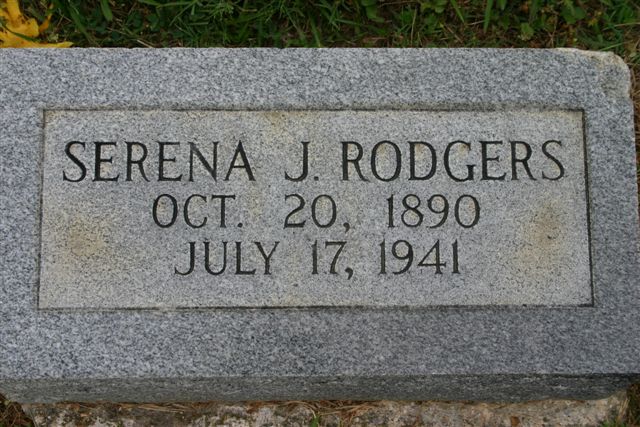 SERENA J. RODGERS
OCT. 20, 1890
JULY 17, 1941